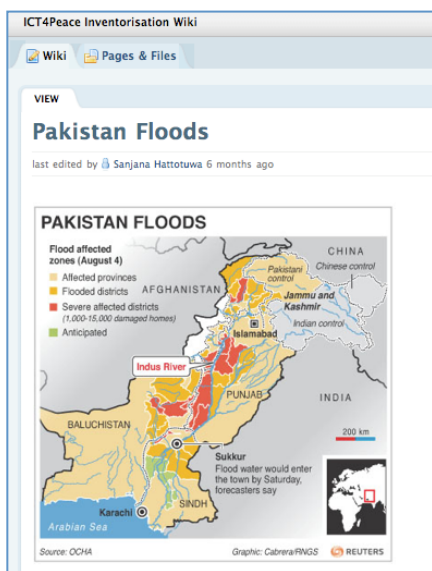 ICT4Peace Inventorisation Wiki
Wiki Pages & Files
VIEW
Pakistan Floods
last edited by Sanjana Hattotuwa 6 months ago
PAKISTAN FLOODS
Flood affected
zones (August 4)
Affected provinces
Flooded districts
Severe affected districts
(1,000-15,000 damaged homes)
Anticipated
AFGHANISTAN
CHINA
Chinese control
Pakistani
control
Jammu and
Kashmir
Indian control
Islamabad
Indus River
PUNJAB
INDIA
BALUCHISTAN
200 km
Sukkur
Flood water would enter
the town by Saturday,
forecasters say
Karachi
SINDH
Arabian Sea
Source: OCHA
Graphic: Cabrera/RNGS
REUTERS